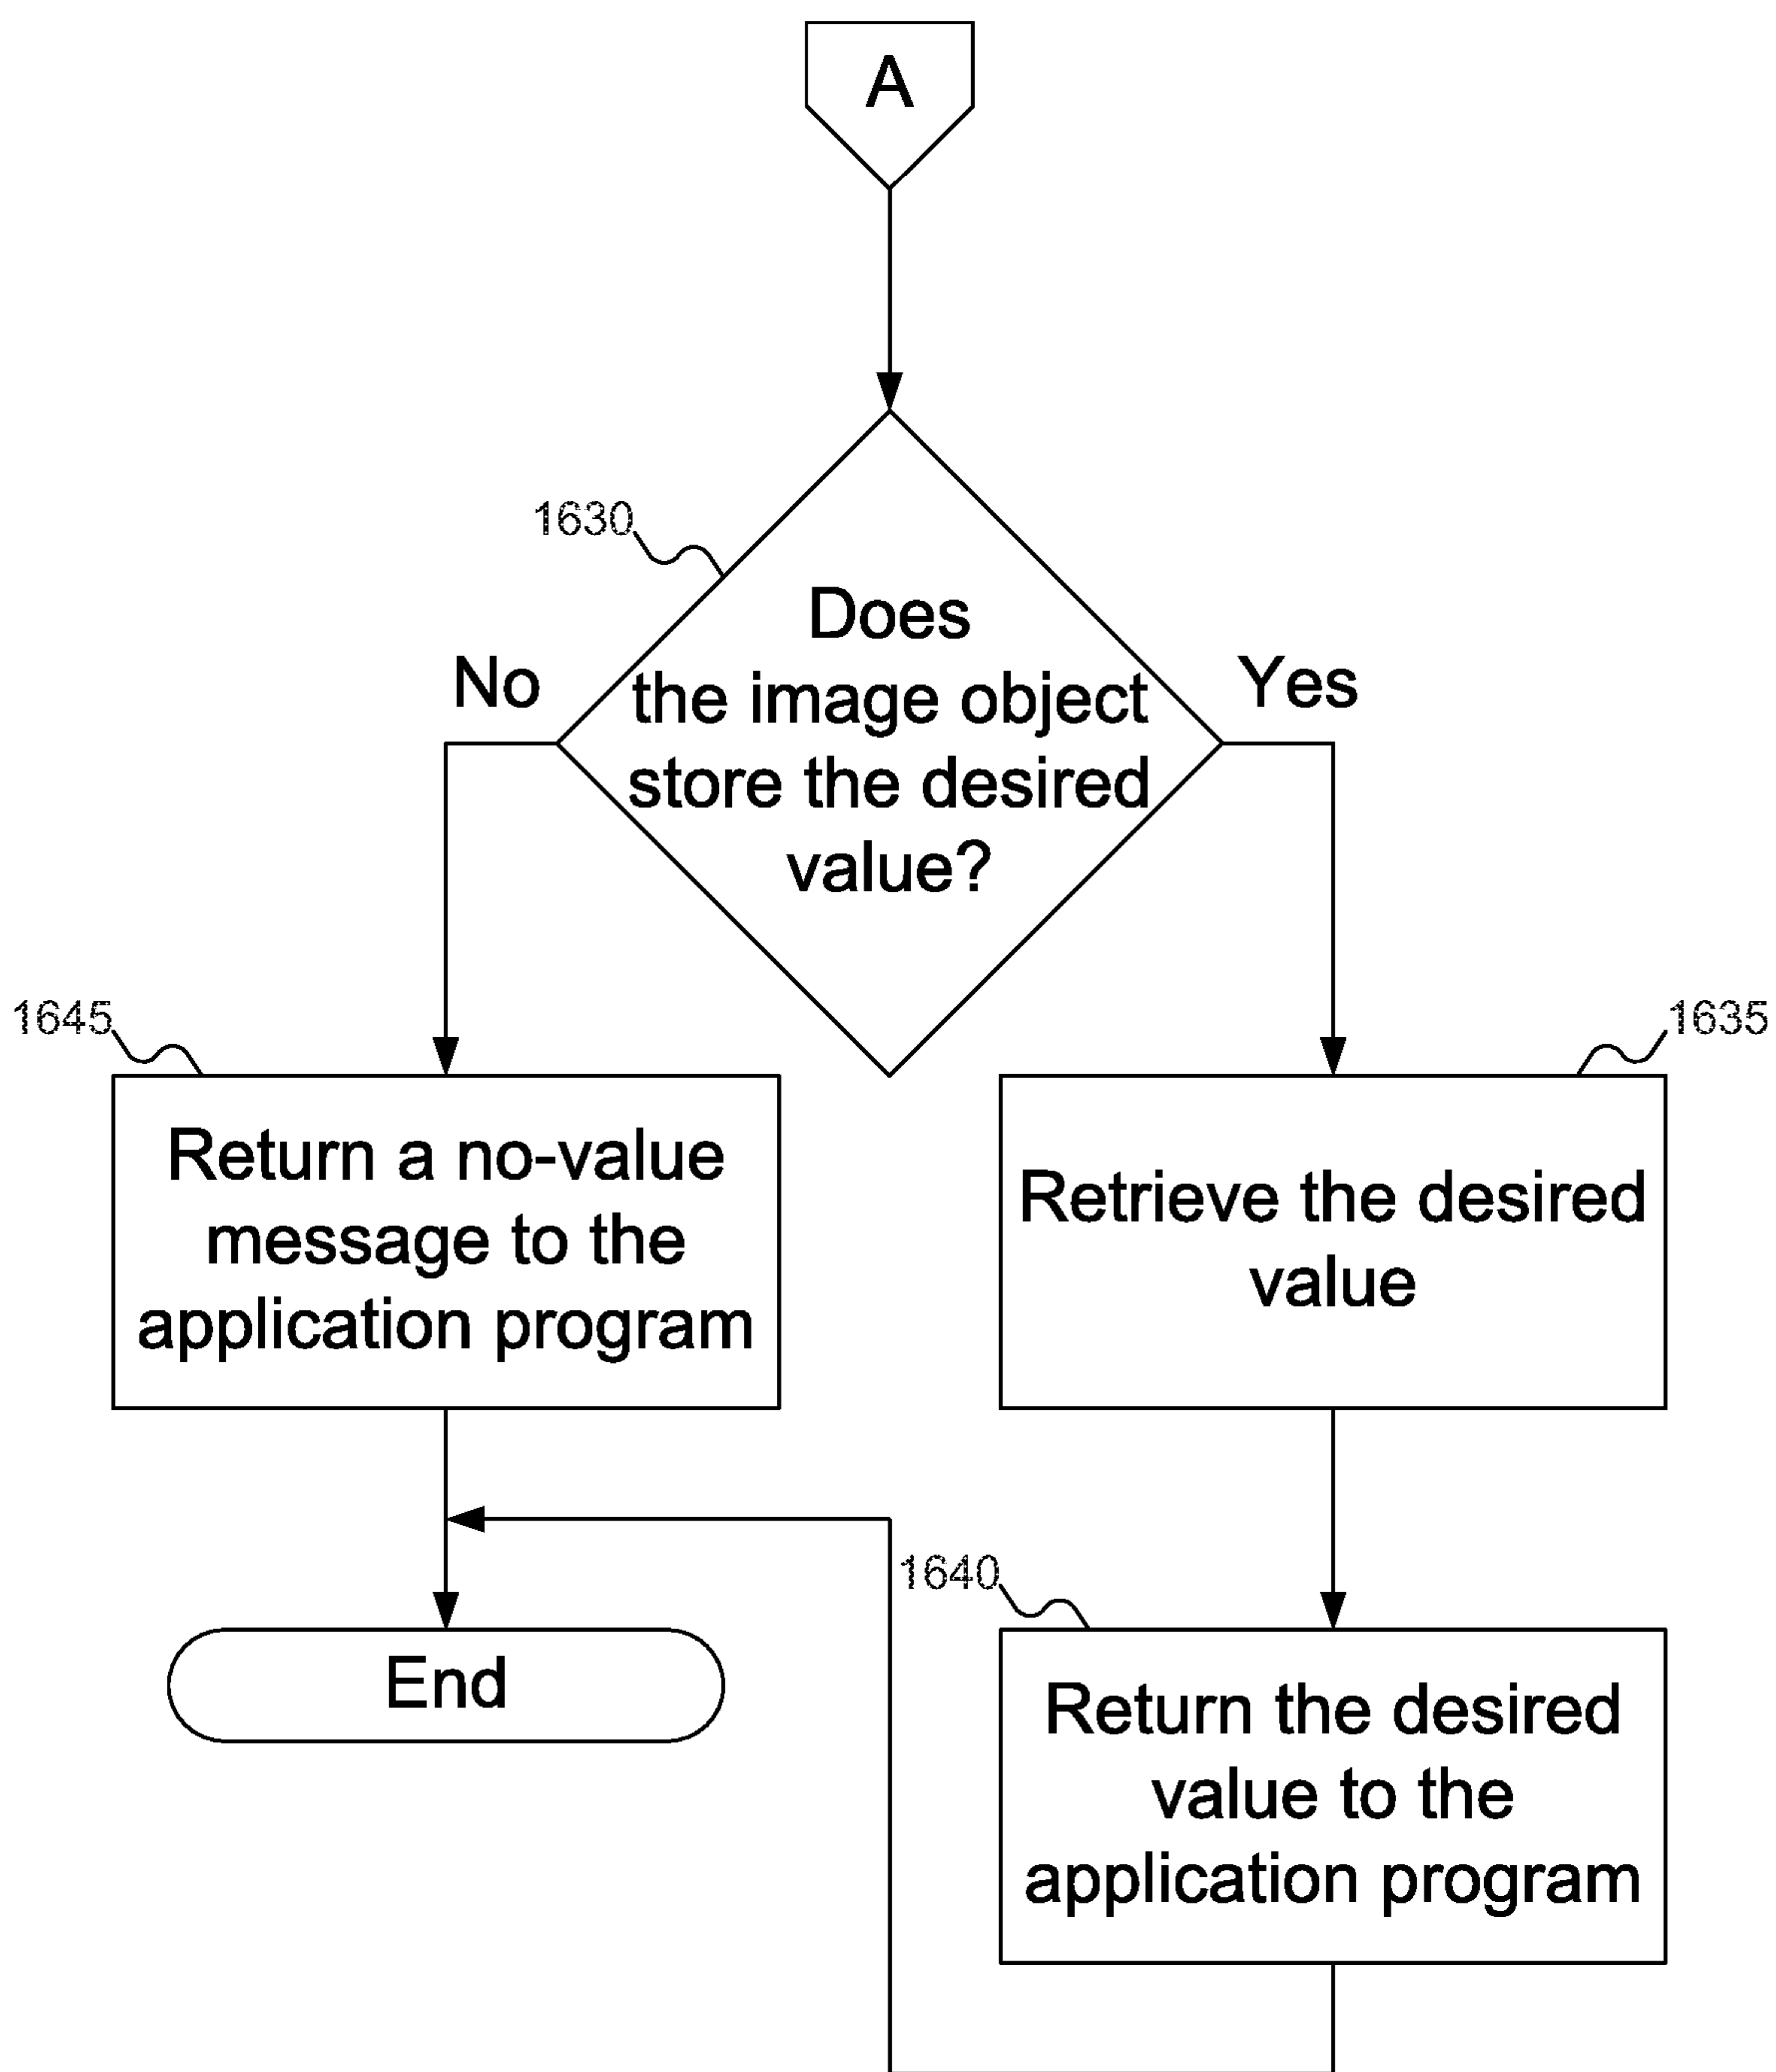 A
1630
Does
the image object
store the desired
value?
No
Yes
1645
Return a no-value
message to the
application program
1635
Retrieve the desired
value
End
1640
Return the desired
value to the
application program